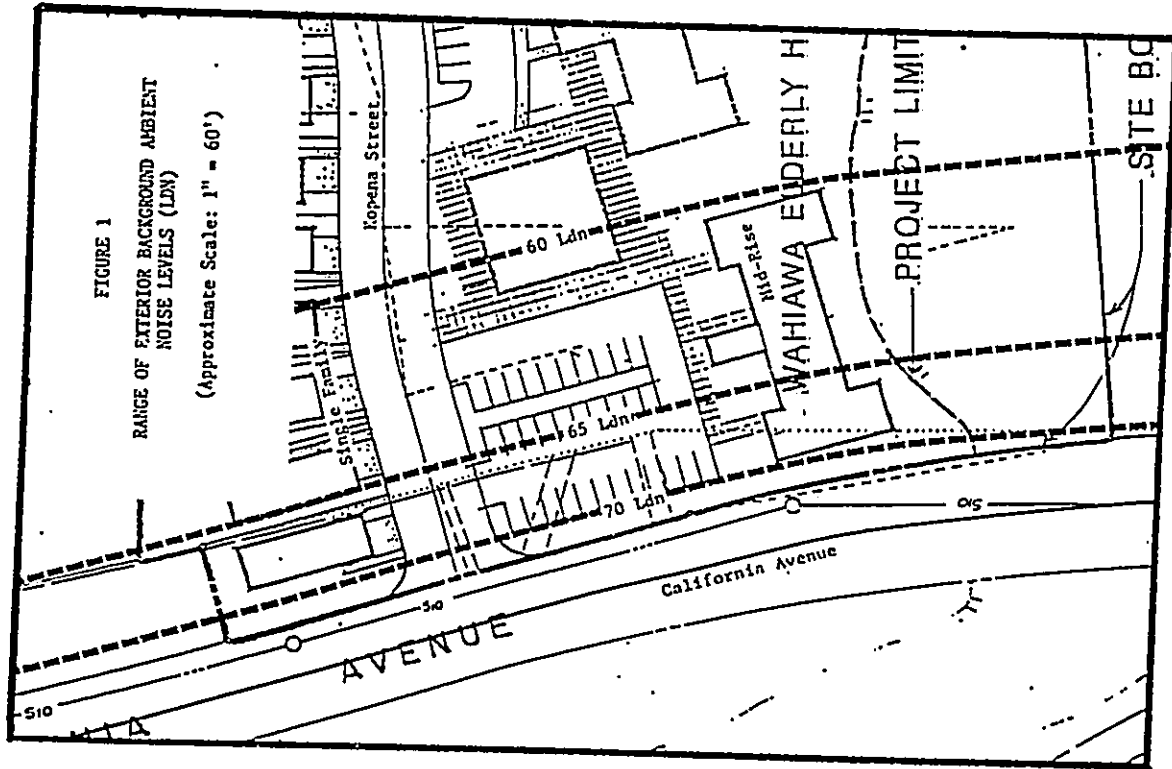 FIGURE 1
RANGE OF EXTERIOR BACKGROUND AMBIENT
NOISE LEVELS (LDN)
(Approximate Scale: 1" = 60')
Kopena Street
Single Family
60 Ldn
65 Ldn
70 Ldn
Mid-Rise
WAHIAWA ELDERLY H
PROJECT LIMIT
SITE BO
California Avenue
AVENUE
510
510
510